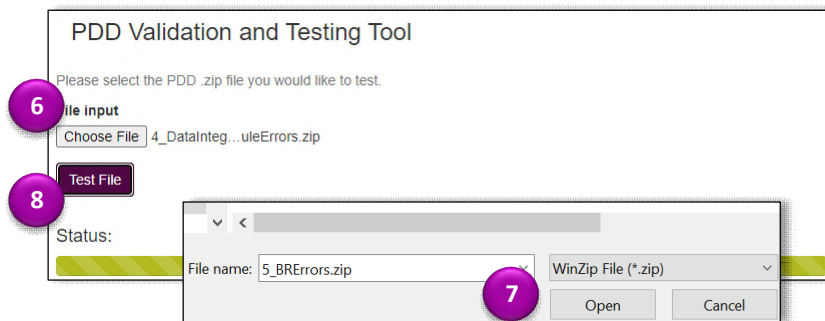 PDD Validation and Testing Tool
Please select the PDD .zip file you would like to test.
6
ile input
Choose File 4_DataInteg...uleErrors.zip
Test File
8
Status:
File name: 5_BRErrors.zip WinZip File (*.zip)
7
Open Cancel